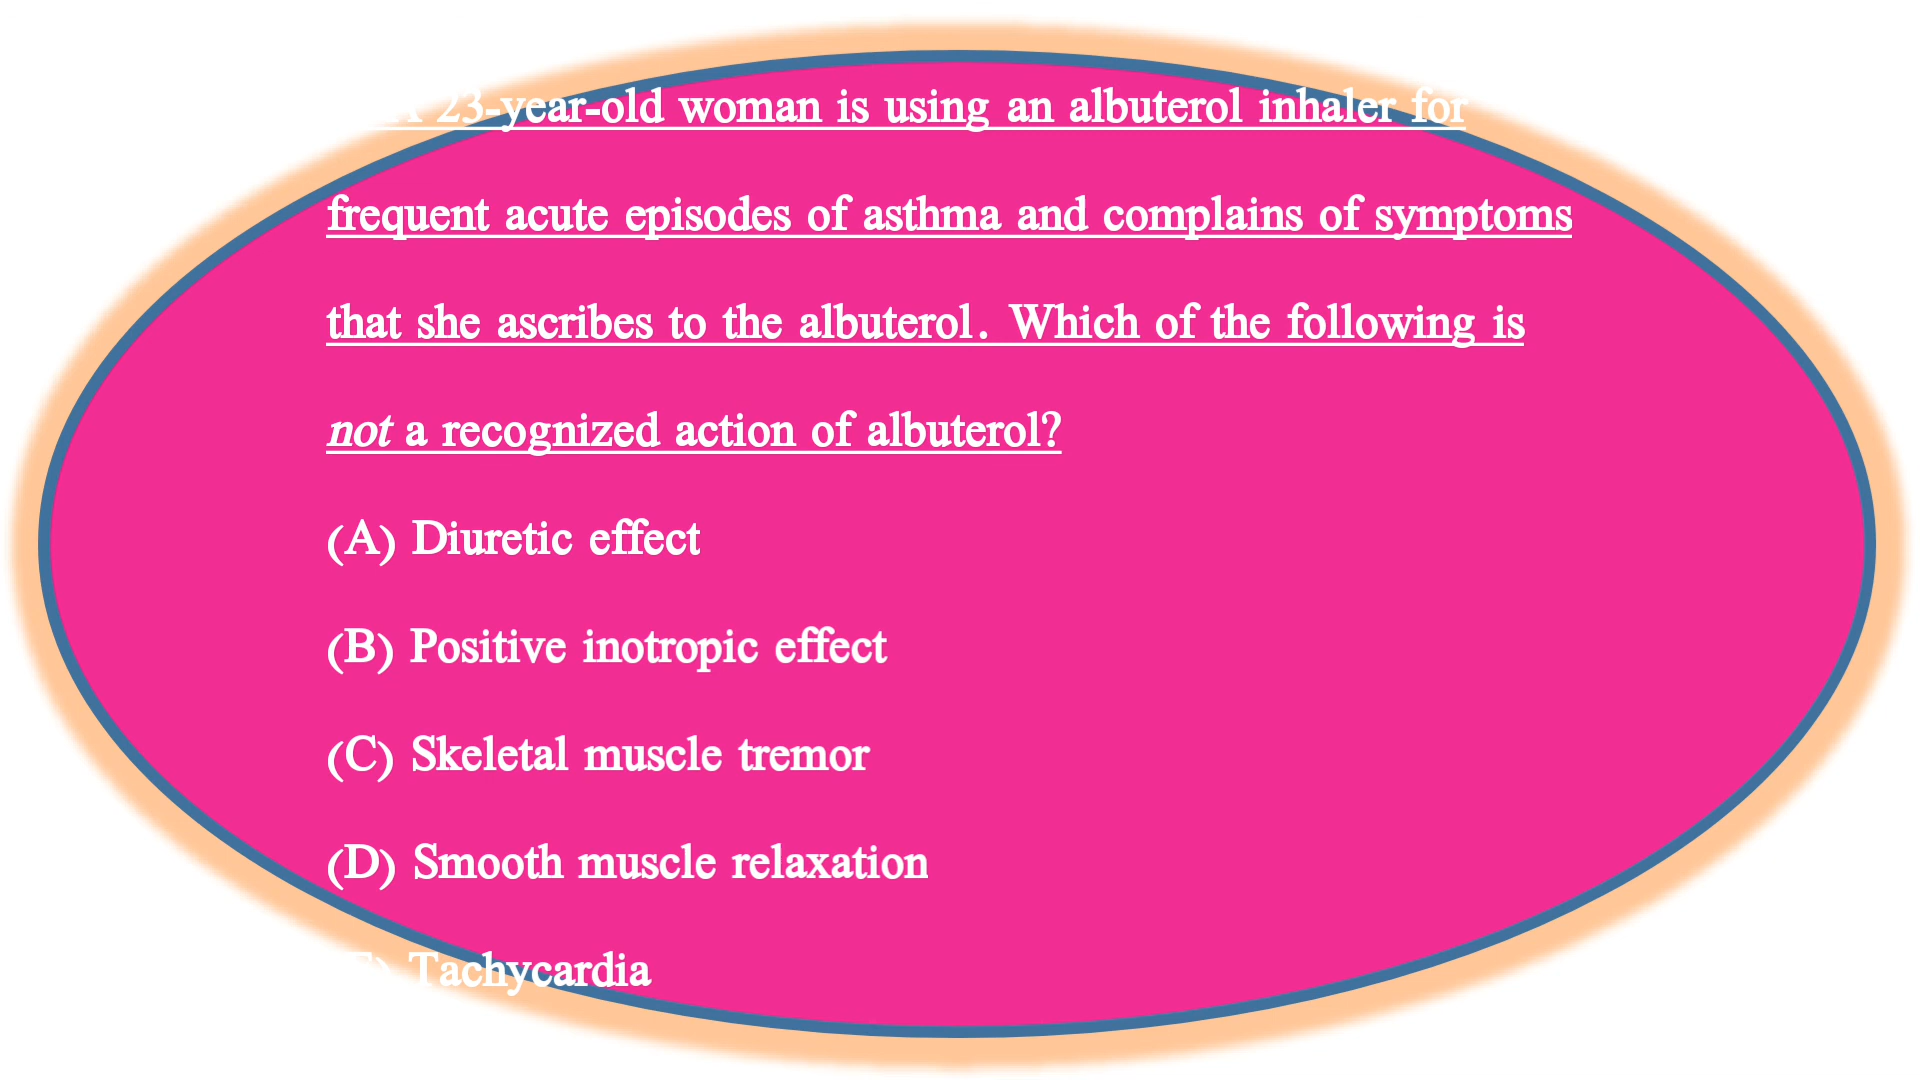 A 23-year-old woman is using an albuterol inhaler for
frequent acute episodes of asthma and complains of symptoms
that she ascribes to the albuterol. Which of the following is
not a recognized action of albuterol?
(A) Diuretic effect
(B) Positive inotropic effect
(C) Skeletal muscle tremor
(D) Smooth muscle relaxation
(E) Tachycardia